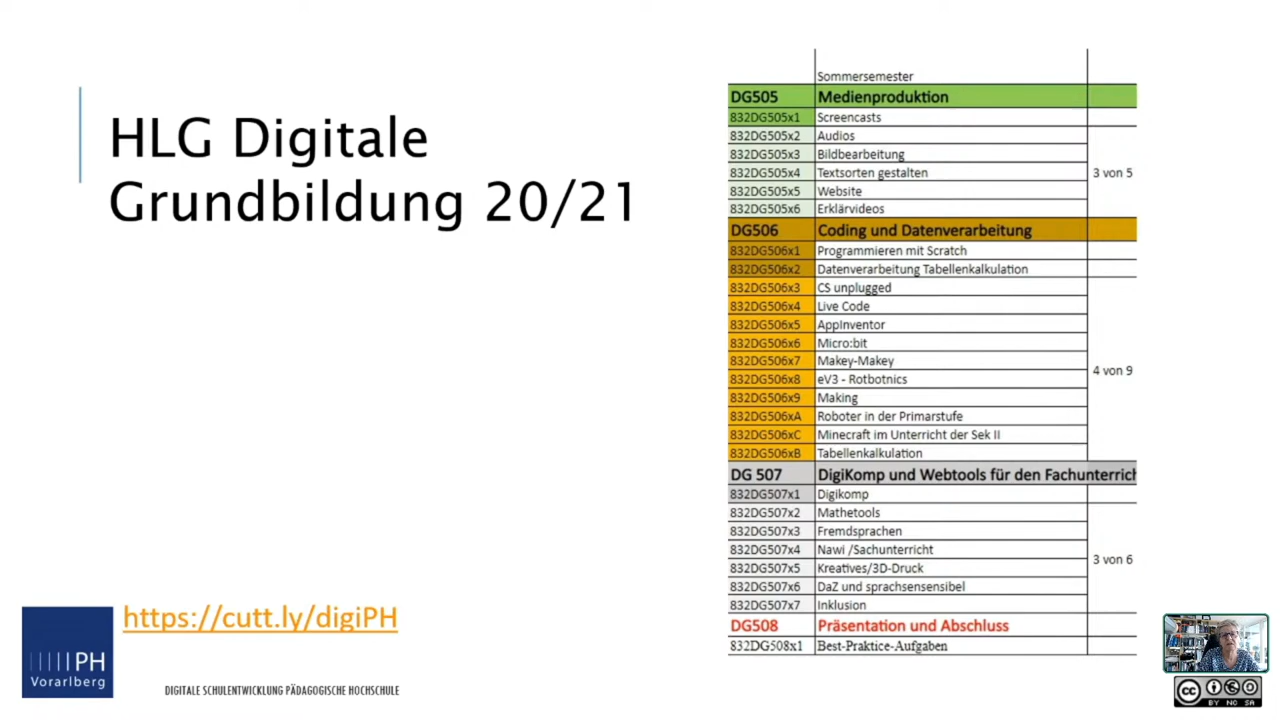 HLG Digitale
Grundbildung 20/21
Sommersemester
DG505 Medienproduktion
832DG505x1 Screencasts
832DG505x2 Audios
832DG505x3 Bildbearbeitung
832DG505x4 Textsorten gestalten 3 von 5
832DG505x5 Website
832DG505x6 Erklärvideos
DG506 Coding und Datenverarbeitung
832DG506x1 Programmieren mit Scratch
832DG506x2 Datenverarbeitung Tabellenkalkulation
832DG506x3 CS unplugged
832DG506x4 Live Code
832DG506x5 AppInventor
832DG506x6 Micro:bit
832DG506x7 Makey-Makey 4 von 9
832DG506x8 eV3 - Rotbotnics
832DG506x9 Making
832DG506xA Roboter in der Primarstufe
832DG506xC Minecraft im Unterricht der Sek II
832DG506xB Tabellenkalkulation
DG 507 DigiKomp und Webtools für den Fachunterrich
832DG507x1 Digikomp
832DG507x2 Mathetools
832DG507x3 Fremdsprachen
832DG507x4 Nawi /Sachunterricht 3 von 6
832DG507x5 Kreatives/3D-Druck
832DG507x6 DaZ und sprachsensensibel
832DG507x7 Inklusion
DG508 Präsentation und Abschluss
832DG508x1 Best-Praktice-Aufgaben
https://cutt.ly/digiPH
PH
Vorarlberg
DIGITALE SCHULENTWICKLUNG PÄDAGOGISCHE HOCHSCHULE
cc
BY NC SA